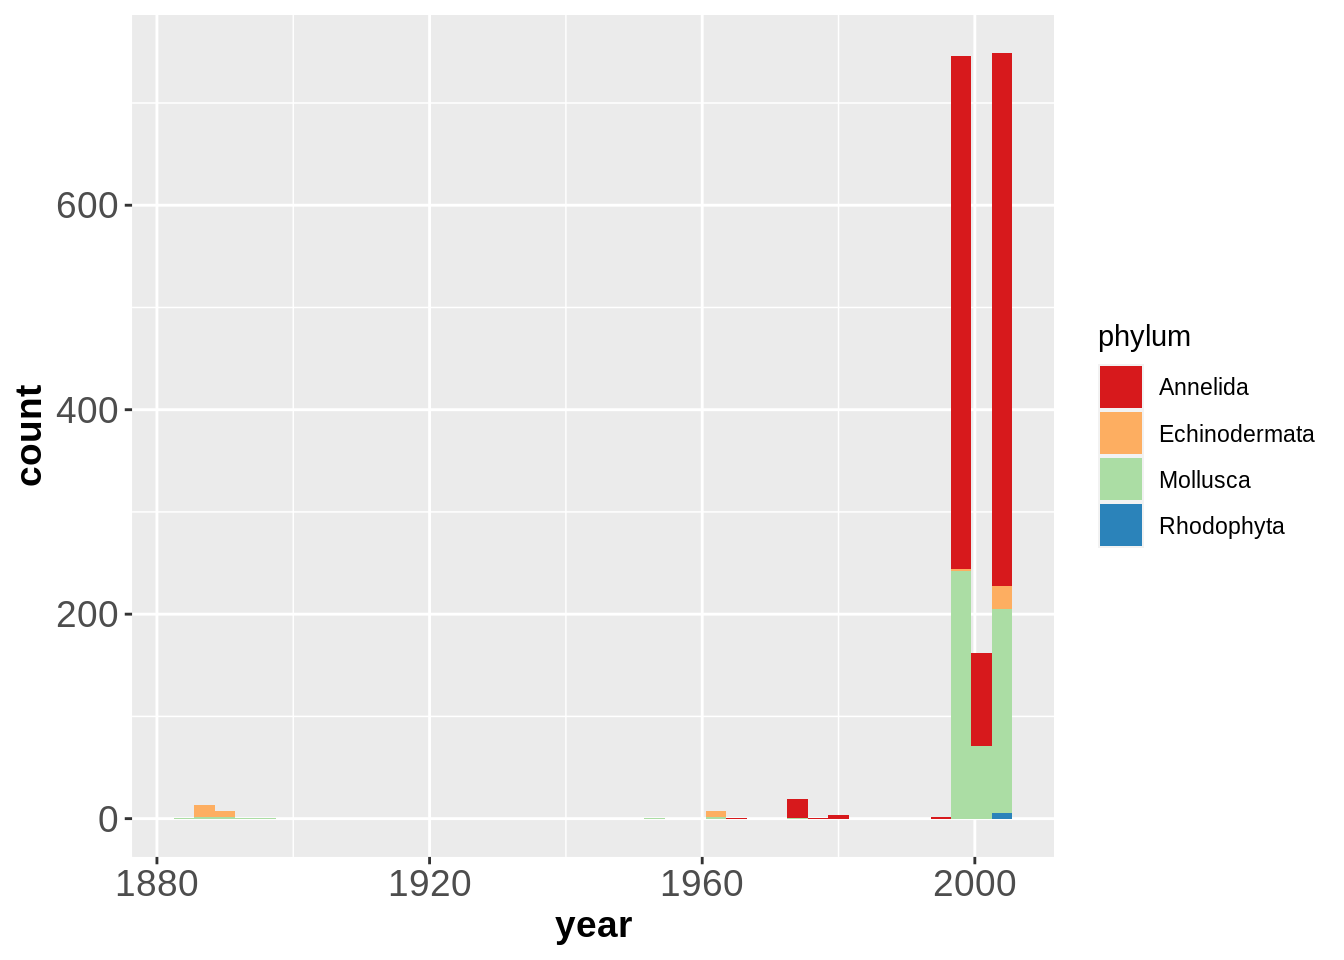 600
400
200
0
count
1880 1920 1960 2000
year
phylum
Annelida
Echinodermata
Mollusca
Rhodophyta